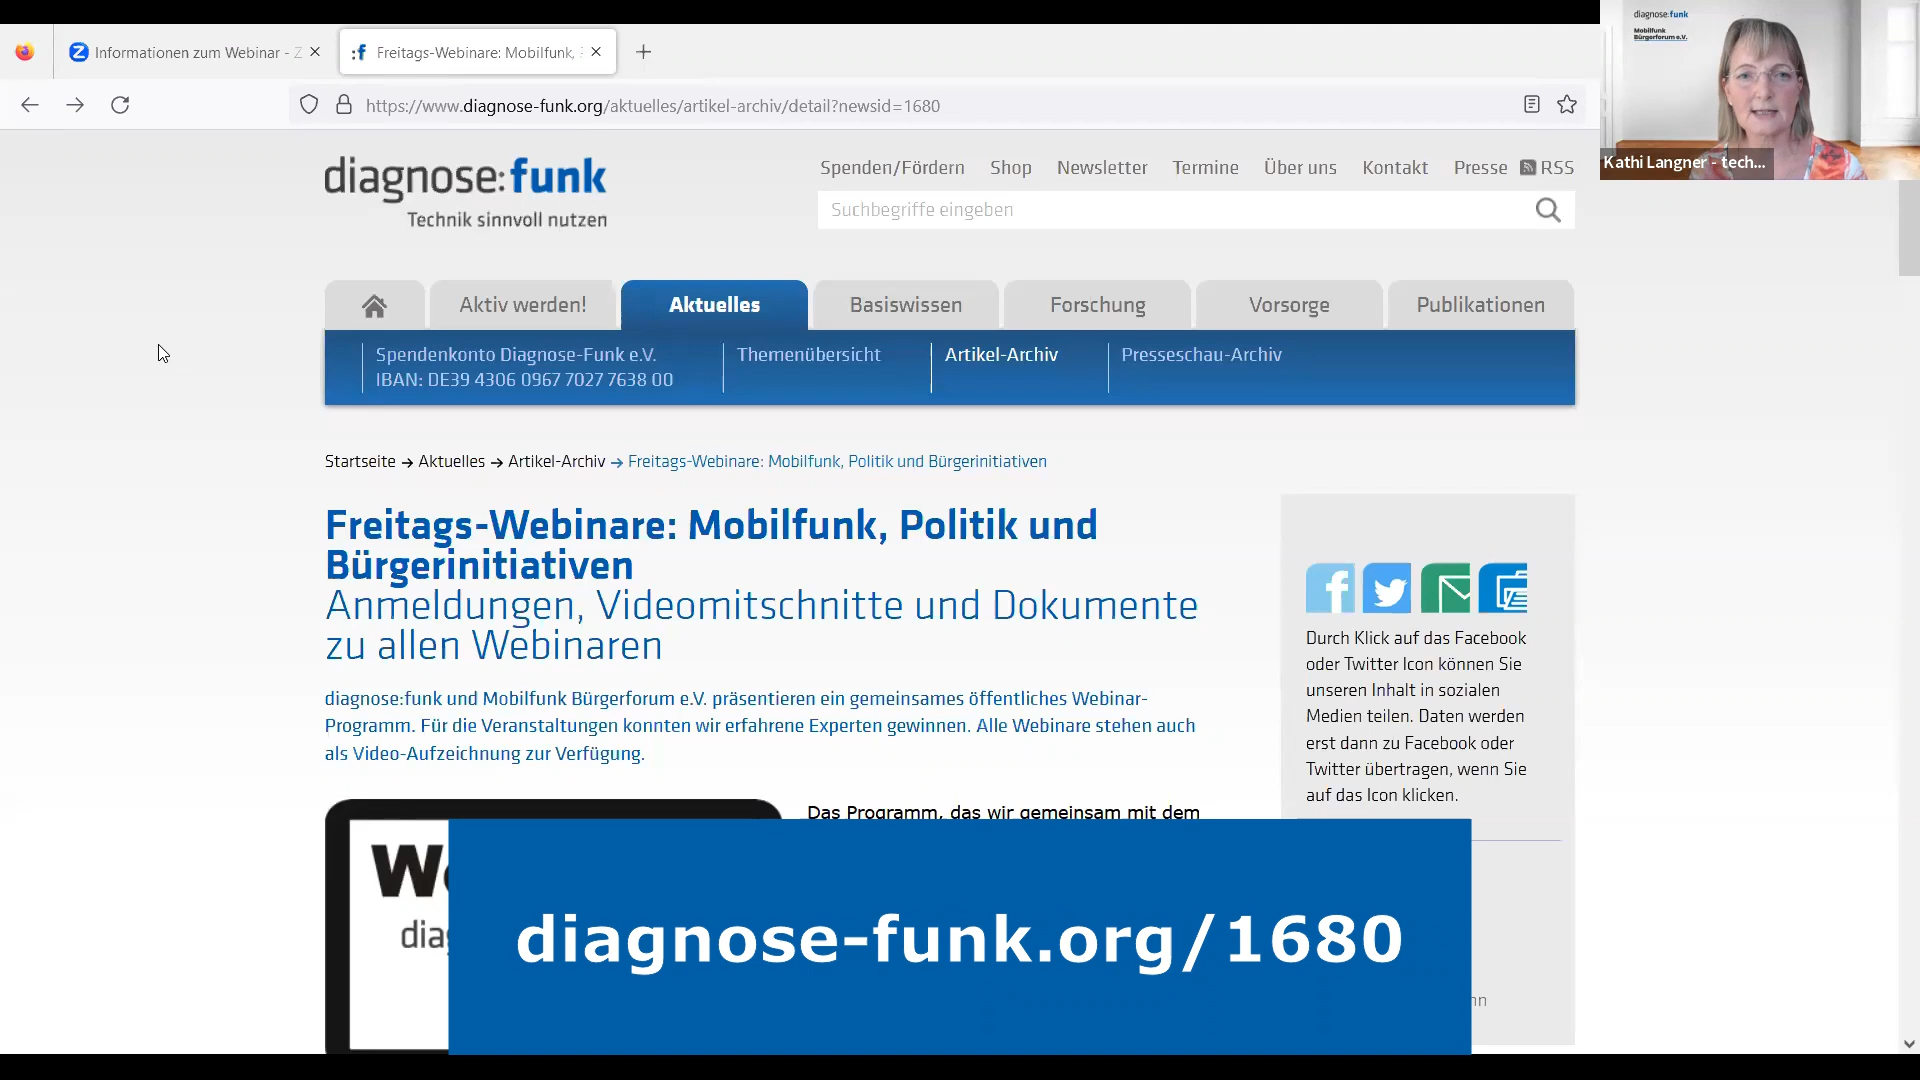 Informationen zum Webinar - Z
:f Freitags-Webinare: Mobilfunk,
https://www.diagnose-funk.org/aktuelles/artikel-archiv/detail?newsid=1680
diagnose:funk
Mobilfunk
Bürgerforum e.V.
Kathi Langner - tech...
diagnose:funk
Technik sinnvoll nutzen
Spenden/Fördern Shop Newsletter Termine Über uns Kontakt Presse RSS
Suchbegriffe eingeben
Aktiv werden! Aktuelles Basiswissen Forschung Vorsorge Publikationen
Spendenkonto Diagnose-Funk e.V.
IBAN: DE39 4306 0967 7027 7638 00
Themenübersicht
Artikel-Archiv
Presseschau-Archiv
Startseite → Aktuelles → Artikel-Archiv → Freitags-Webinare: Mobilfunk, Politik und Bürgerinitiativen
Freitags-Webinare: Mobilfunk, Politik und
Bürgerinitiativen
Anmeldungen, Videomitschnitte und Dokumente
zu allen Webinaren
diagnose:funk und Mobilfunk Bürgerforum e.V. präsentieren ein gemeinsames öffentliches Webinar-
Programm. Für die Veranstaltungen konnten wir erfahrene Experten gewinnen. Alle Webinare stehen auch
als Video-Aufzeichnung zur Verfügung.
Das Programm, das wir gemeinsam mit dem
Durch Klick auf das Facebook
oder Twitter Icon können Sie
unseren Inhalt in sozialen
Medien teilen. Daten werden
erst dann zu Facebook oder
Twitter übertragen, wenn Sie
auf das Icon klicken.
diagnose-funk.org/1680